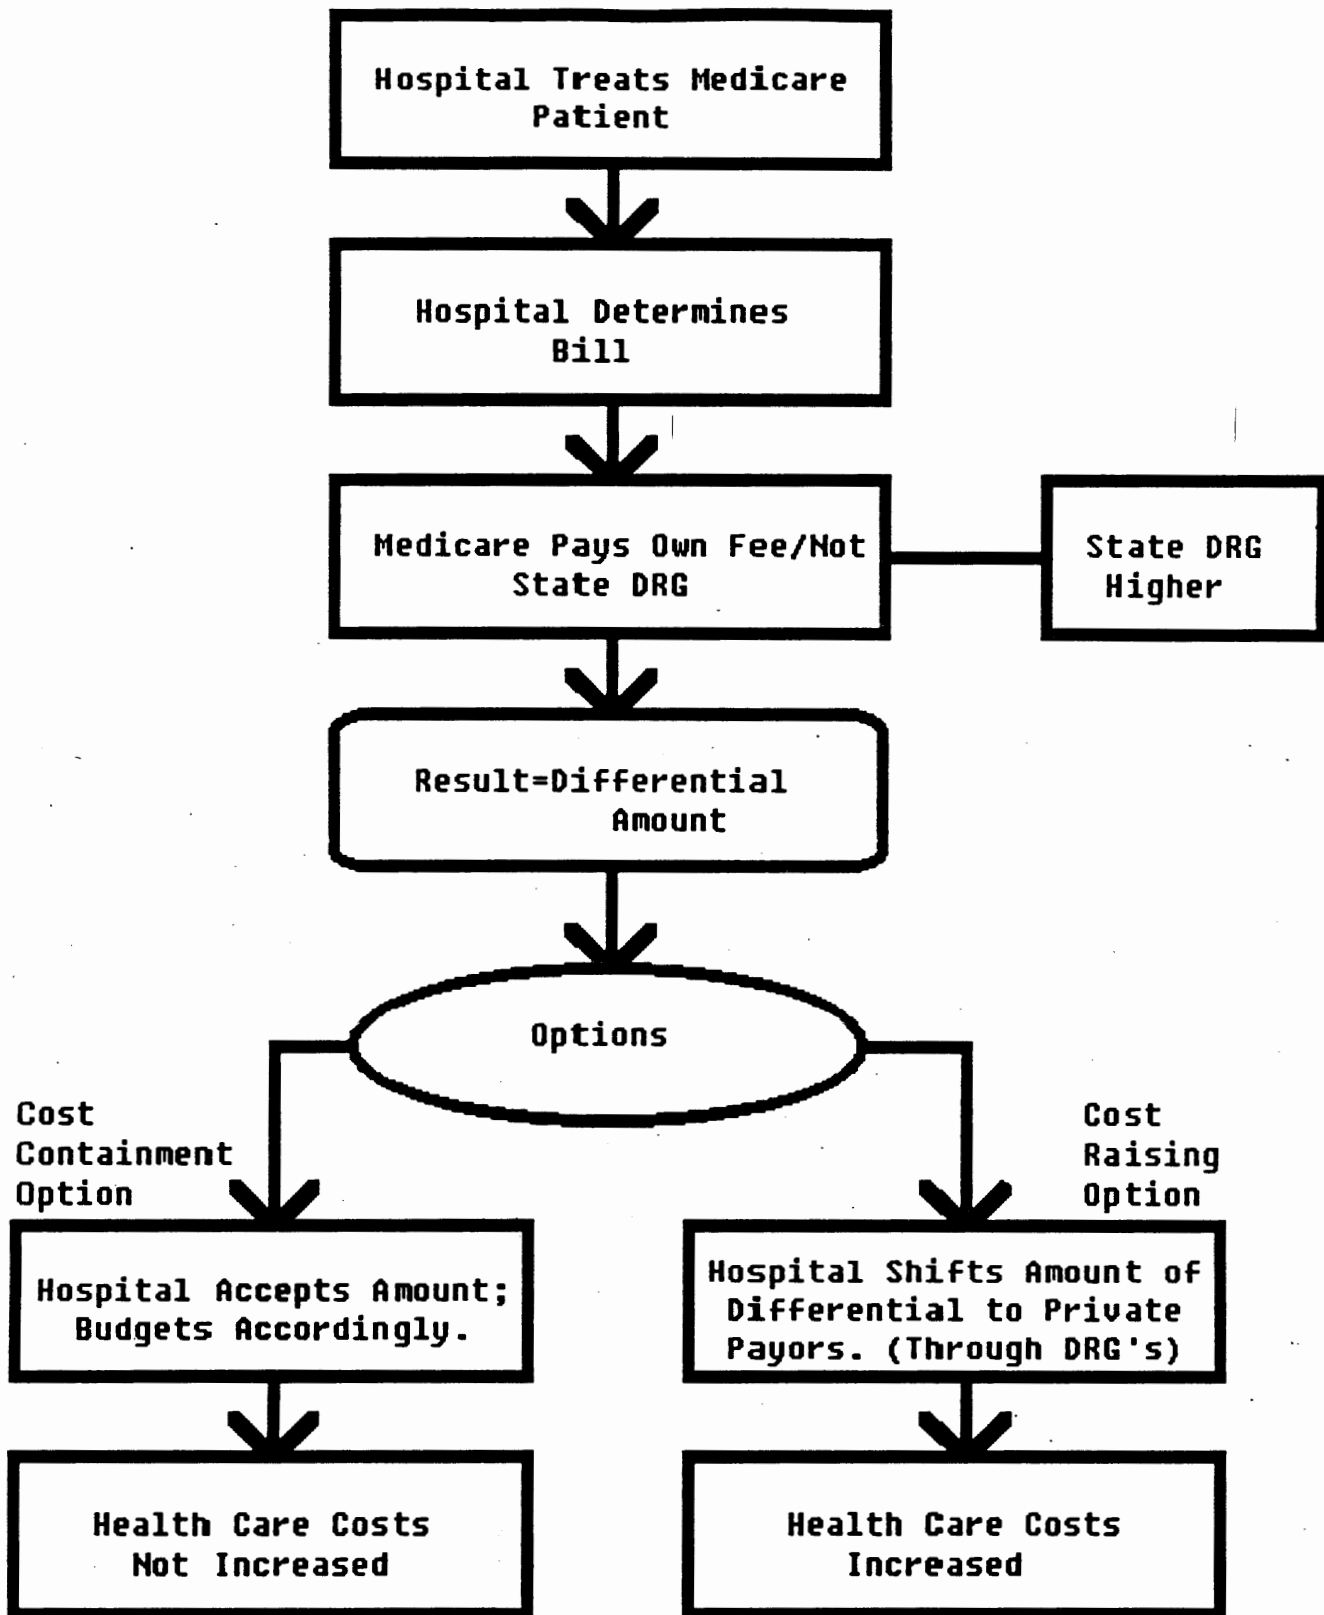 Hospital Treats Medicare
Patient
Hospital Determines
Bill
Medicare Pays Own Fee/Not
State DRG
State DRG
Higher
Result=Differential
Amount
Options
Cost
Containment
Option
Cost
Raising
Option
Hospital Accepts Amount;
Budgets Accordingly.
Hospital Shifts Amount of
Differential to Private
Payors. (Through DRG's)
Health Care Costs
Not Increased
Health Care Costs
Increased